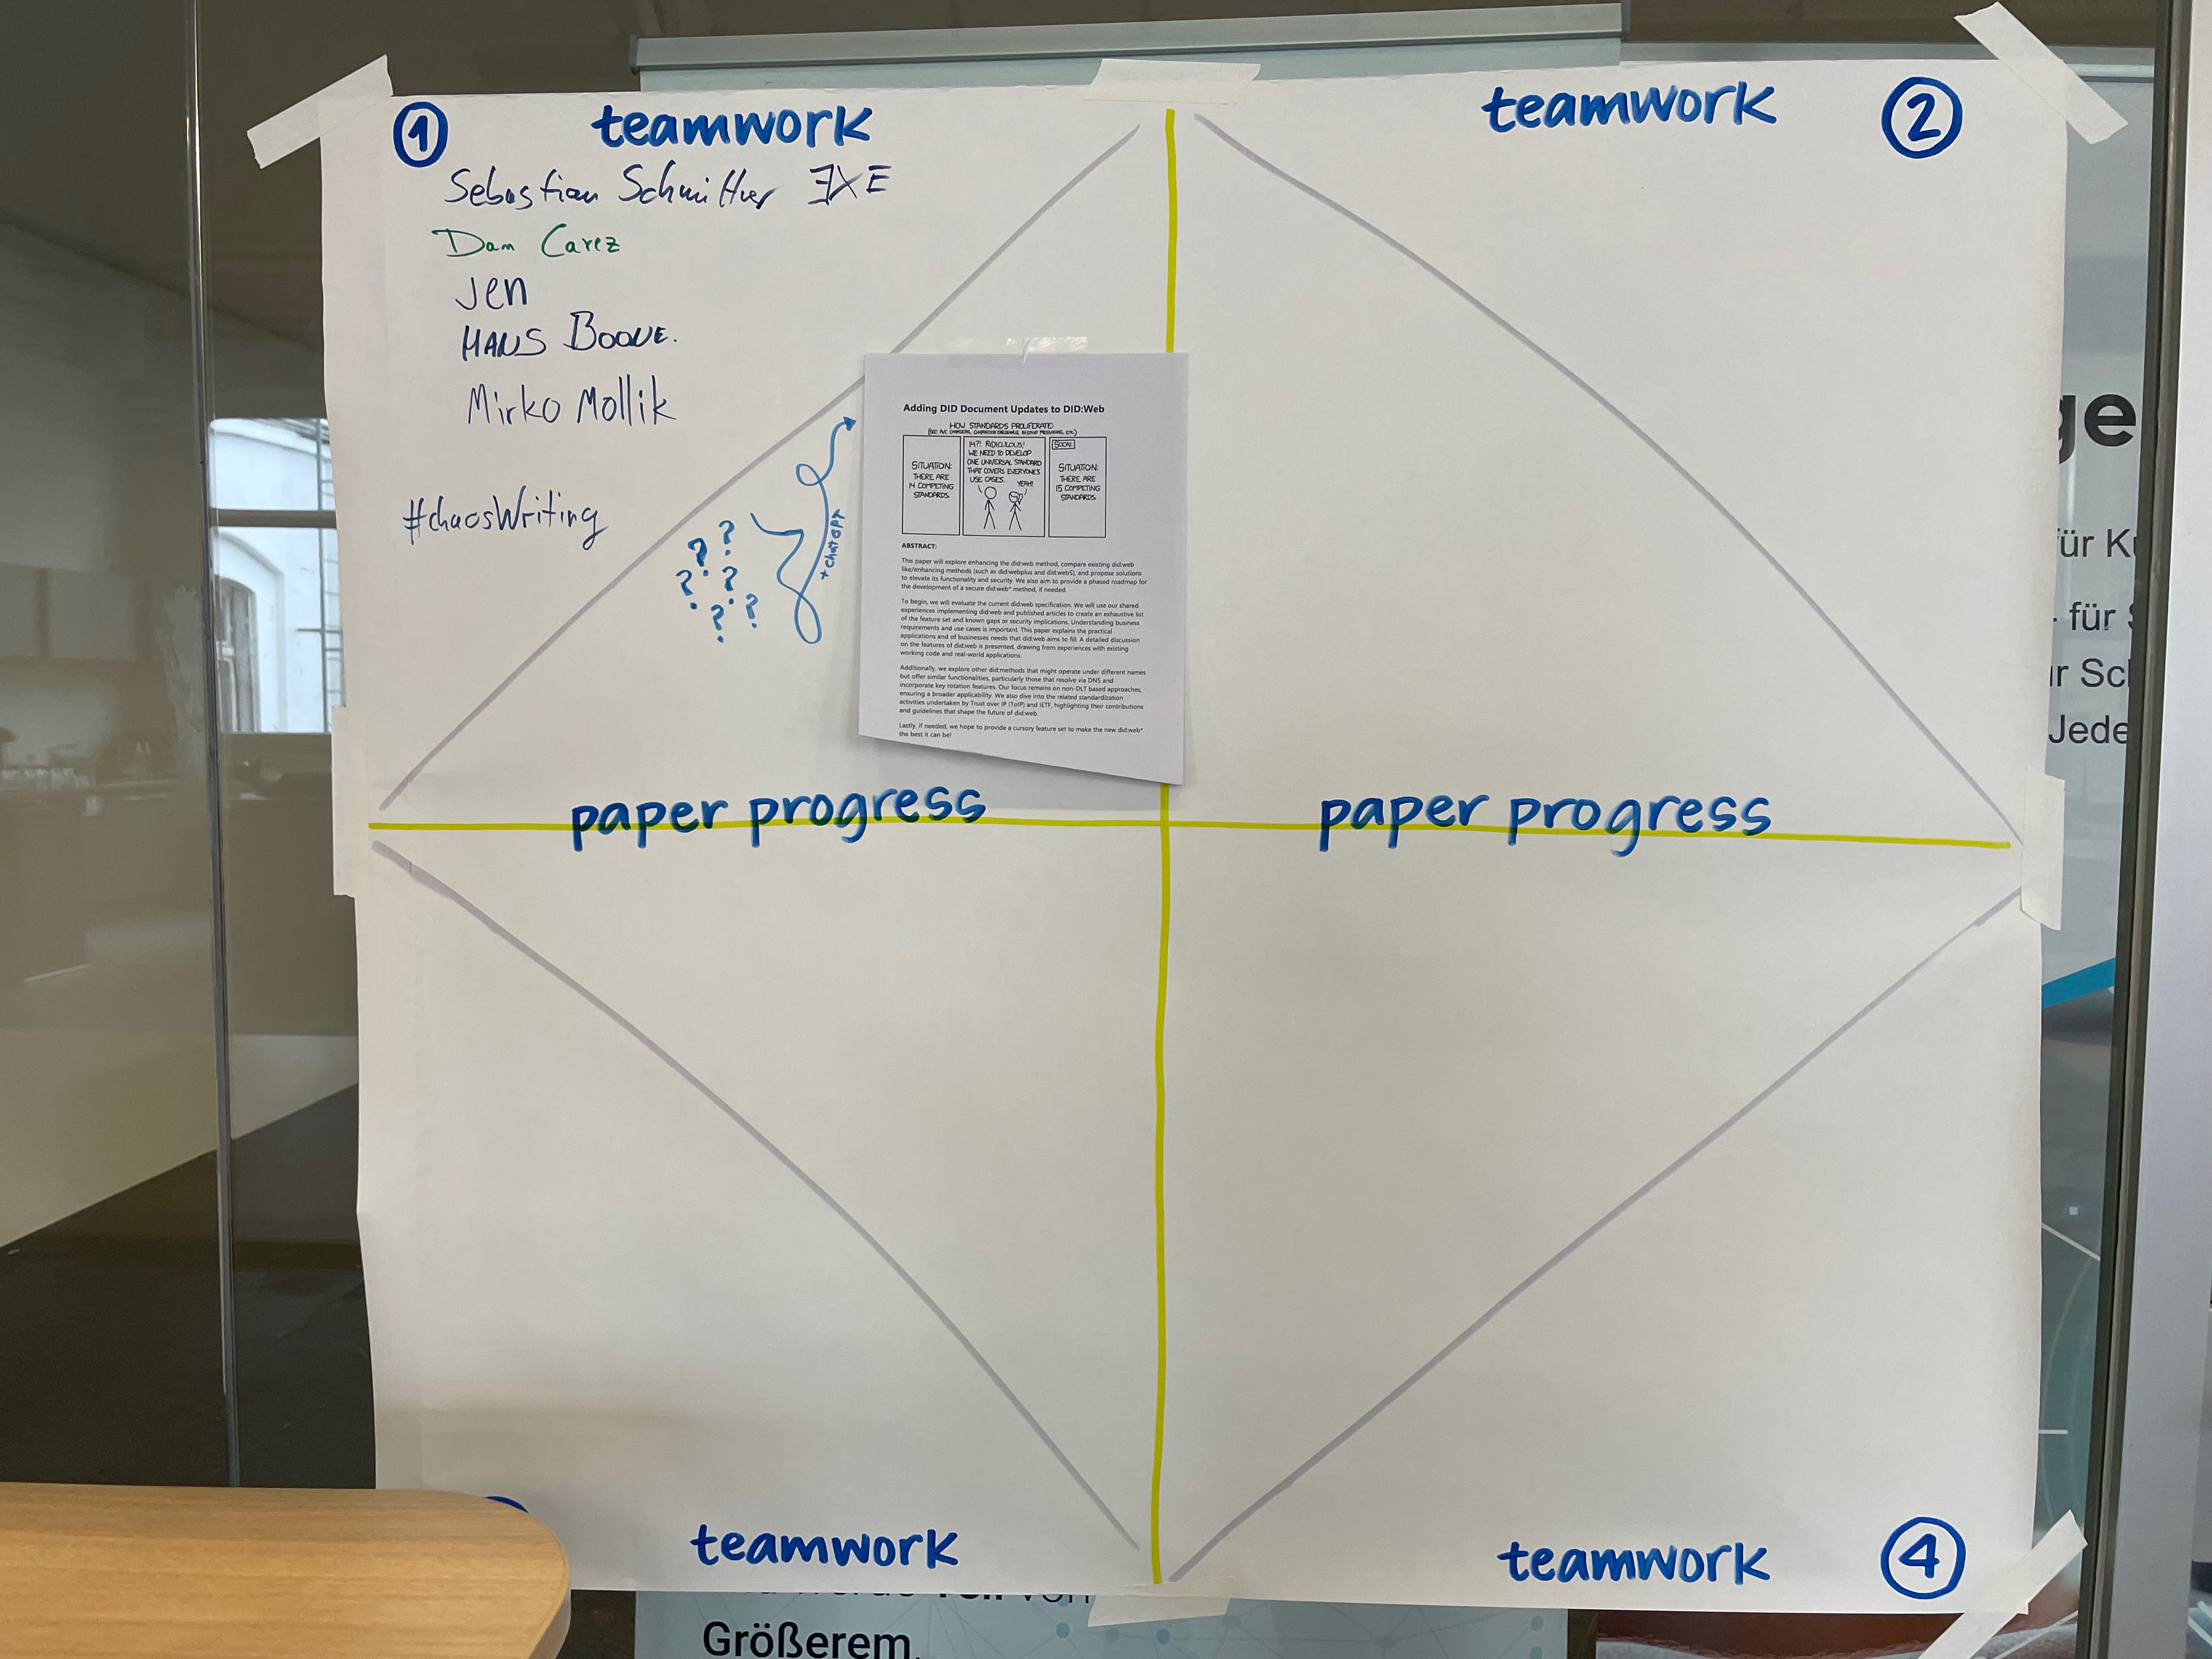 1 teamwork
Sebastian Schmittner EXE
Dam Carez
Jen
HANS BOONE.
Mirko Mollik
#chaosWriting
? ? ? ? ? ? ?
+ chatGPT
Adding DID Document Updates to DID:Web
HOW STANDARDS PROLIFERATE:
(SEE: A/C CHARGERS, CHARACTER ENCODINGS, INSTANT MESSAGING, ETC.)
SITUATION:
THERE ARE
14 COMPETING
STANDARDS.
14?! RIDICULOUS!
WE NEED TO DEVELOP
ONE UNIVERSAL STANDARD
THAT COVERS EVERYONE'S
USE CASES.
YEAH!
SOON:
SITUATION:
THERE ARE
15 COMPETING
STANDARDS.
ABSTRACT:
This paper will explore enhancing the did:web method, compare existing did:web
like/enhancing methods (such as did:webplus and did:webS), and propose solutions
to elevate its functionality and security. We also aim to provide a phased roadmap for
the development of a secure did:web* method, if needed.
To begin, we will evaluate the current did:web specification. We will use our shared
experiences implementing did:web and published articles to create an exhaustive list
of the feature set and known gaps or security implications. Understanding business
requirements and use cases is important. This paper explains the practical
applications and of businesses needs that did:web aims to fill. A detailed discussion
on the features of did:web is presented, drawing from experiences with existing
working code and real-world applications.
Additionally, we explore other did:methods that might operate under different names
but offer similar functionalities, particularly those that resolve via DNS and
incorporate key rotation features. Our focus remains on non-DLT based approaches,
ensuring a broader applicability. We also dive into the related standardization
activities undertaken by Trust over IP (ToIP) and IETF, highlighting their contributions
and guidelines that shape the future of did:web.
Lastly, if needed, we hope to provide a cursory feature set to make the new did:web*
the best it can be!
paper progress
teamwork 2
paper progress
teamwork
teamwork 4
ge
für
für
Sc
Jede
Größerem.